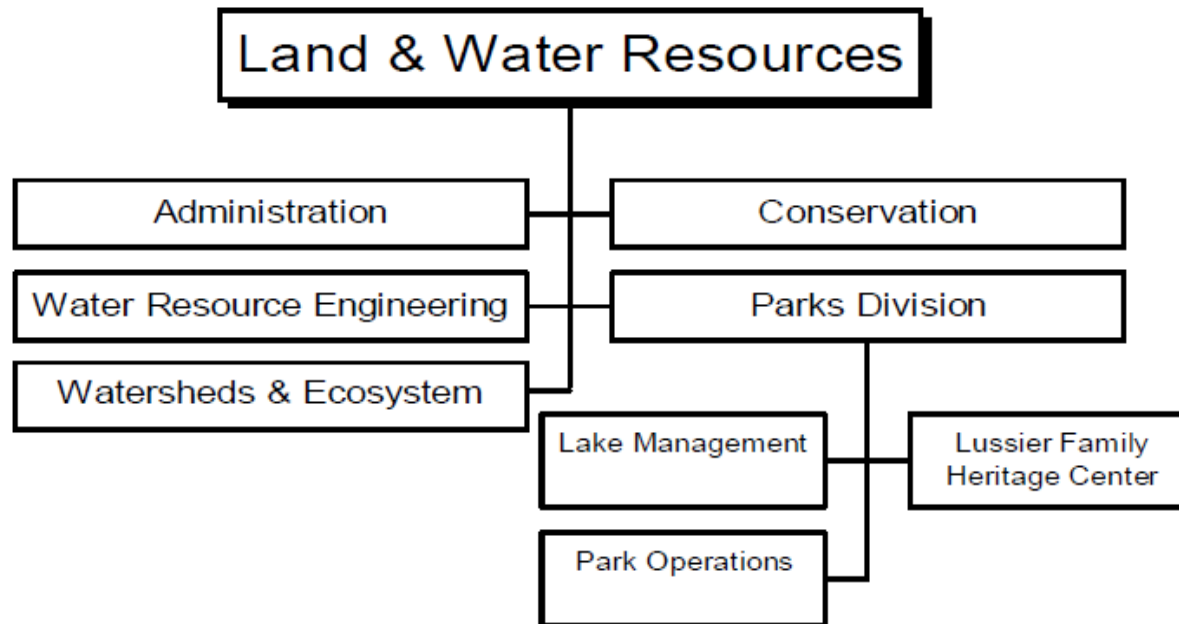 Land & Water Resources
Administration
Conservation
Water Resource Engineering
Parks Division
Watersheds & Ecosystem
Lake Management
Lussier Family
Heritage Center
Park Operations